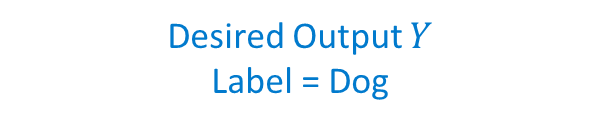 Desired Output Y
Label = Dog